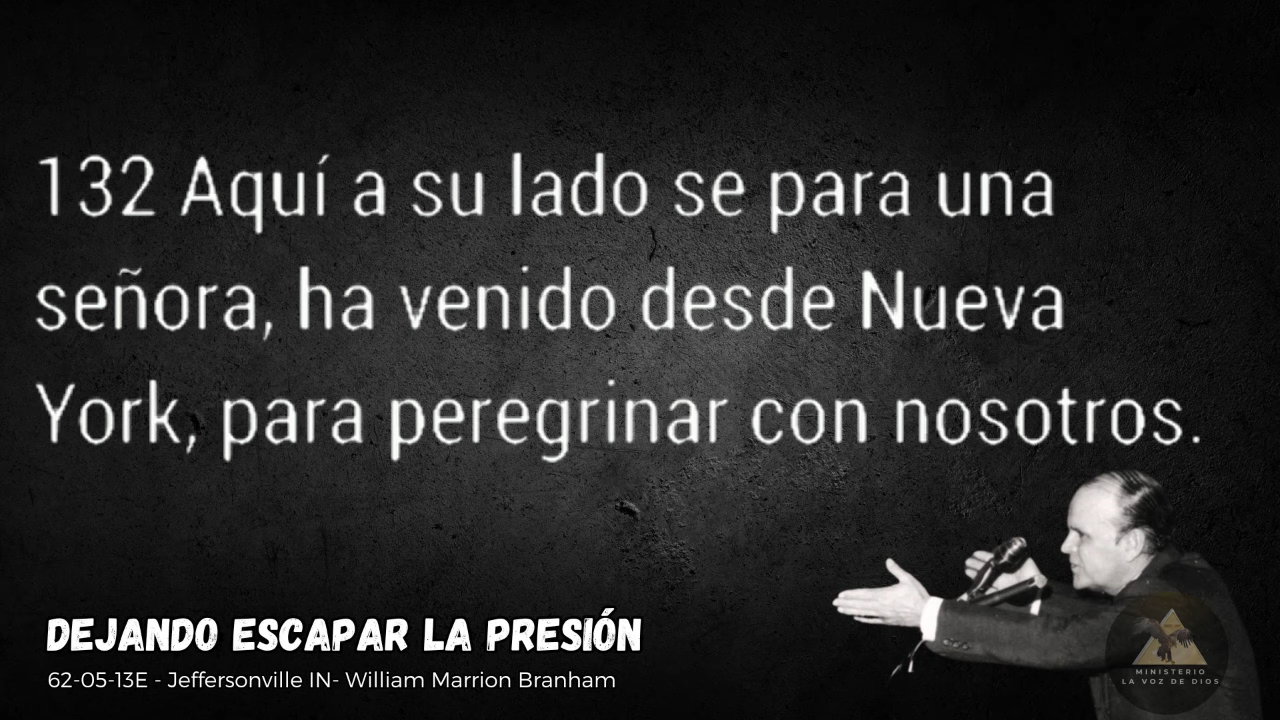 132 Aquí a su lado se para una
señora, ha venido desde Nueva
York, para peregrinar con nosotros.
DEJANDO ESCAPAR LA PRESIÓN
62-05-13E - Jeffersonville IN- William Marrion Branham
MINISTERIO
LA VOZ DE DIOS